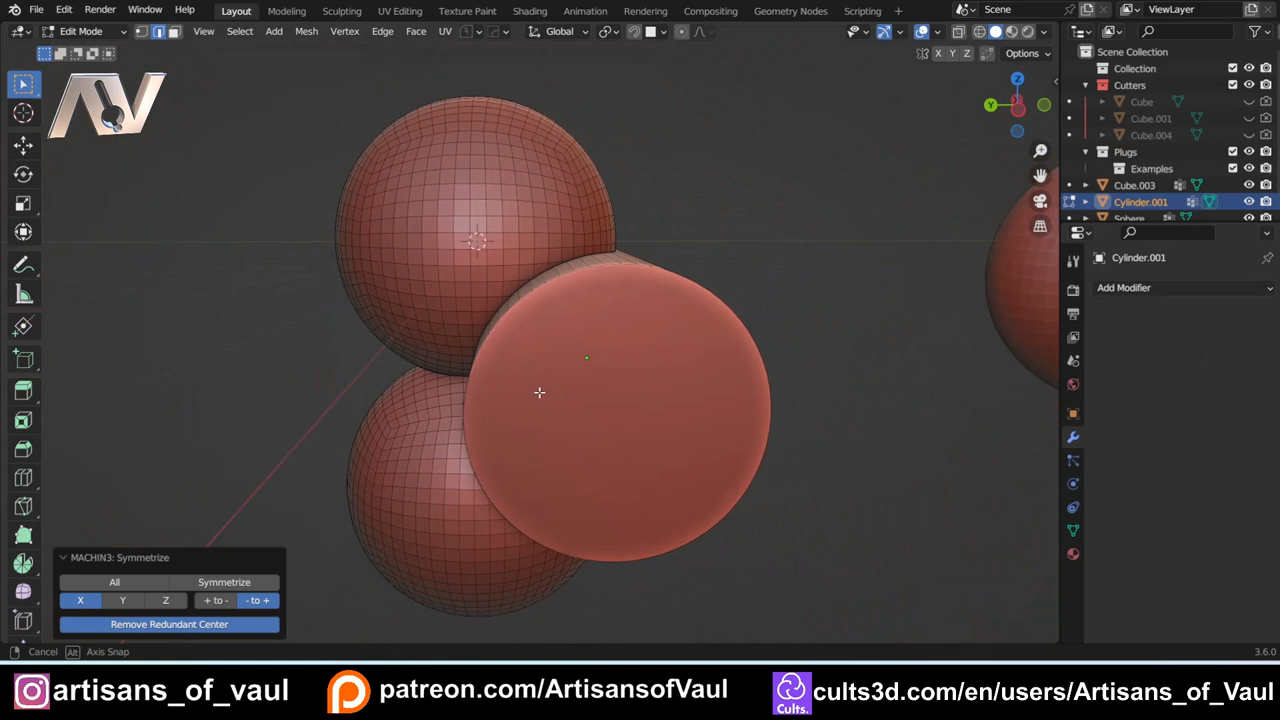 File Edit Render Window Help
Layout Modeling Sculpting UV Editing Texture Paint Shading Animation Rendering Compositing Geometry Nodes Scripting +
Scene
ViewLayer
Edit Mode View Select Add Mesh Vertex Edge Face UV Global
X Y Z Options
AV
Z
Y
Scene Collection
Collection
Cutters
Cube
Cube.001
Cube.004
Plugs
Examples
Cube.003
Cylinder.001
Sphere
Cylinder.001
Add Modifier
MACHIN3: Symmetrize
All Symmetrize
X Y Z + to - - to +
Remove Redundant Center
Cancel Alt Axis Snap 3.6.0
artisans_of_vaul patreon.com/ArtisansofVaul Cults. cults3d.com/en/users/Artisans_of_Vaul